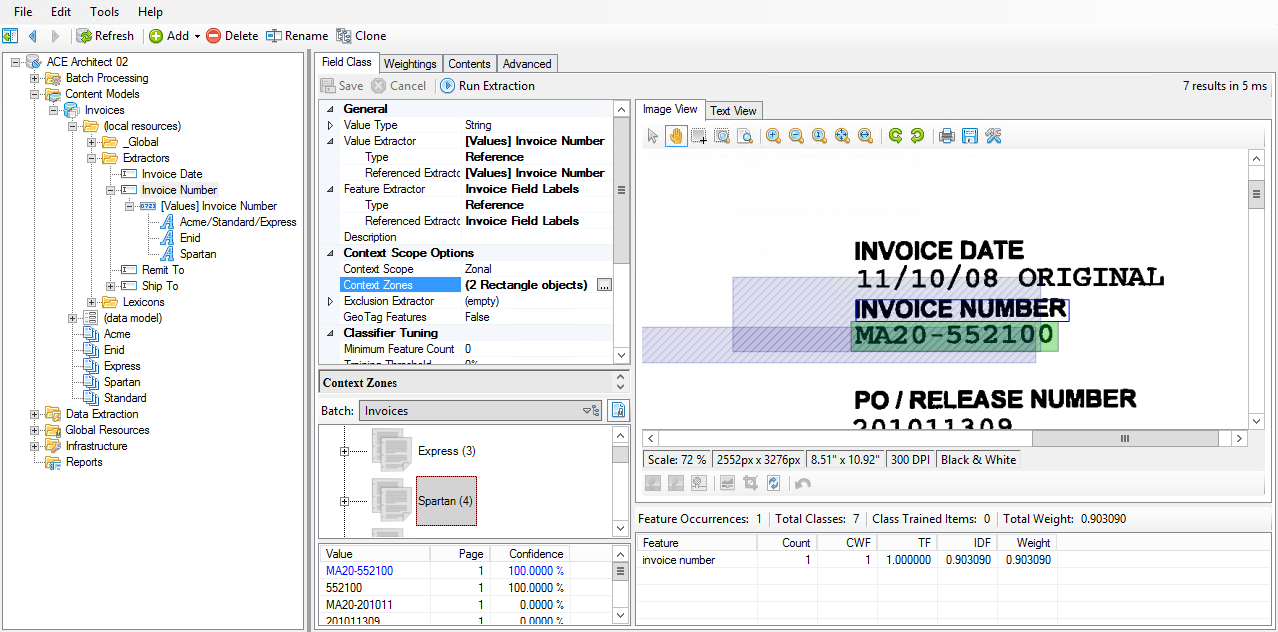 File Edit Tools Help
Refresh Add Delete Rename Clone
ACE Architect 02
Batch Processing
Content Models
Invoices
(local resources)
_Global
Extractors
Invoice Date
Invoice Number
0723 [Values] Invoice Number
Acme/Standard/Express
Enid
Spartan
Remit To
Ship To
Lexicons
(data model)
Acme
Enid
Express
Spartan
Standard
Data Extraction
Global Resources
Infrastructure
Reports
Field Class Weightings Contents Advanced
Save Cancel Run Extraction 7 results in 5 ms
General
Value Type String
Value Extractor [Values] Invoice Number
Type Reference
Referenced Extracto [Values] Invoice Number
Feature Extractor Invoice Field Labels
Type Reference
Referenced Extracto Invoice Field Labels
Description
Context Scope Options
Context Scope Zonal
Context Zones (2 Rectangle objects) ...
Exclusion Extractor (empty)
GeoTag Features False
Classifier Tuning
Minimum Feature Count 0
Training Threshold 0%
Context Zones
Batch: Invoices
Express (3)
Spartan (4)
Value Page Confidence
MA20-552100 1 100.0000 %
552100 1 100.0000 %
MA20-201011 1 0.0000 %
201011309 1 0.0000 %
Image View Text View
INVOICE DATE
11/10/08 ORIGINAL
INVOICE NUMBER
MA20-552100
PO / RELEASE NUMBER
201011309
Scale: 72 % 2552px x 3276px 8.51" x 10.92" 300 DPI Black & White
Feature Occurrences: 1 Total Classes: 7 Class Trained Items: 0 Total Weight: 0.903090
Feature Count CWF TF IDF Weight
invoice number 1 1 1.000000 0.903090 0.903090